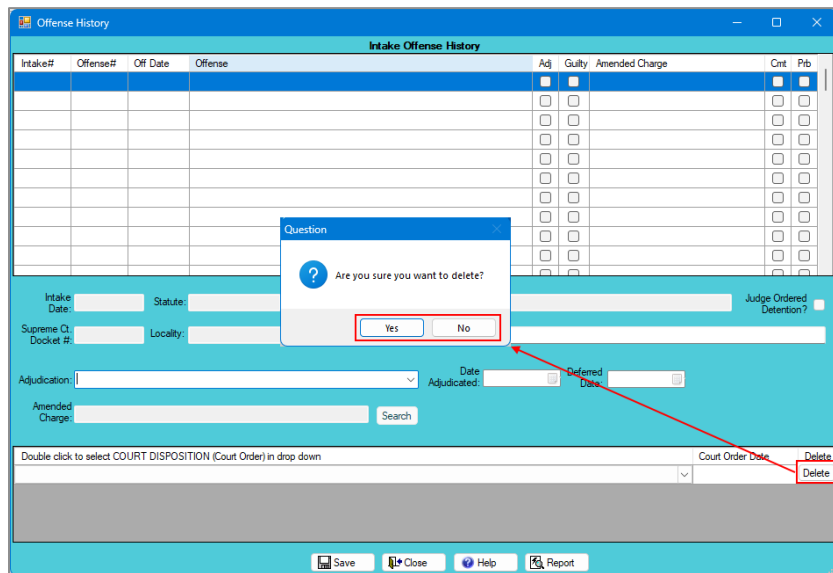 Offense History
Intake Offense History
Intake# Offense# Off Date Offense Adj Guilty Amended Charge Cmt Prb
Question
Are you sure you want to delete?
Yes No
Intake Date: Statute: Judge Ordered Detention?
Supreme Ct. Docket #: Locality:
Adjudication: Date Adjudicated: Deferred Date:
Amended Charge: Search
Double click to select COURT DISPOSITION (Court Order) in drop down Court Order Date Delete
Delete
Save Close Help Report